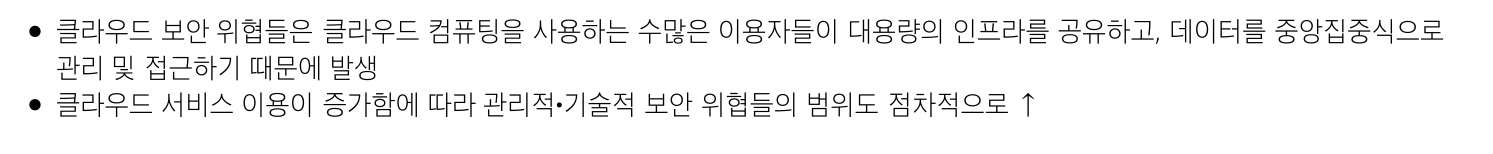 ● 클라우드 보안 위협들은 클라우드 컴퓨팅을 사용하는 수많은 이용자들이 대용량의 인프라를 공유하고, 데이터를 중앙집중식으로
관리 및 접근하기 때문에 발생
● 클라우드 서비스 이용이 증가함에 따라 관리적•기술적 보안 위협들의 범위도 점차적으로 ↑